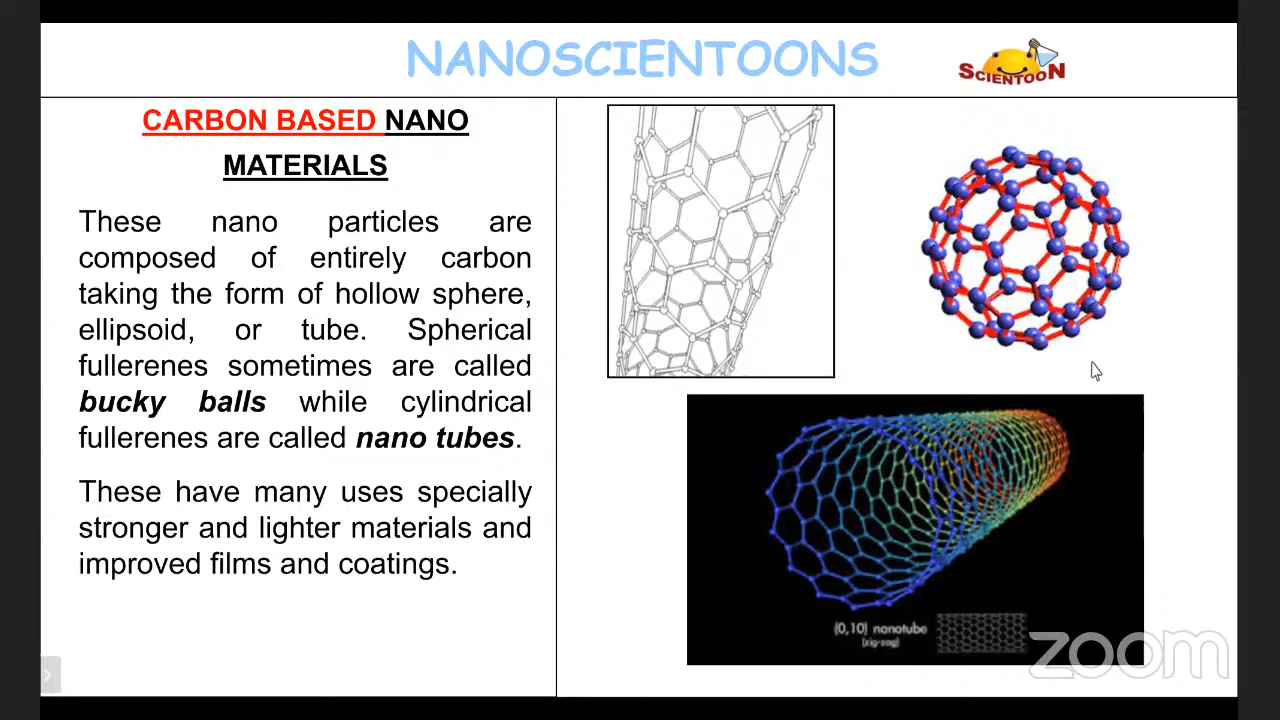 NANOSCIENTOONS
SCIENTOON
CARBON BASED NANO
MATERIALS
These nano particles are
composed of entirely carbon
taking the form of hollow sphere,
ellipsoid, or tube. Spherical
fullerenes sometimes are called
bucky balls while cylindrical
fullerenes are called nano tubes.
These have many uses specially
stronger and lighter materials and
improved films and coatings.
(0,10) nanotube
(zig-zag)
zoom